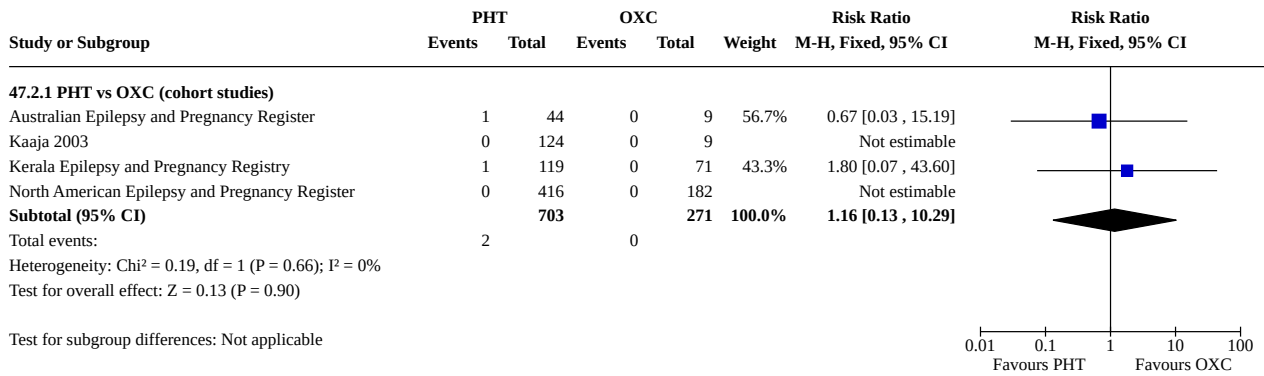 PHT OXC Risk Ratio Risk Ratio
Study or Subgroup Events Total Events Total Weight M-H, Fixed, 95% CI M-H, Fixed, 95% CI
47.2.1 PHT vs OXC (cohort studies)
Australian Epilepsy and Pregnancy Register 1 44 0 9 56.7% 0.67 [0.03 , 15.19]
Kaaja 2003 0 124 0 9 Not estimable
Kerala Epilepsy and Pregnancy Registry 1 119 0 71 43.3% 1.80 [0.07 , 43.60]
North American Epilepsy and Pregnancy Register 0 416 0 182 Not estimable
Subtotal (95% CI) 703 271 100.0% 1.16 [0.13 , 10.29]
Total events: 2 0
Heterogeneity: Chi² = 0.19, df = 1 (P = 0.66); I² = 0%
Test for overall effect: Z = 0.13 (P = 0.90)
Test for subgroup differences: Not applicable
0.01 0.1 1 10 100
Favours PHT Favours OXC